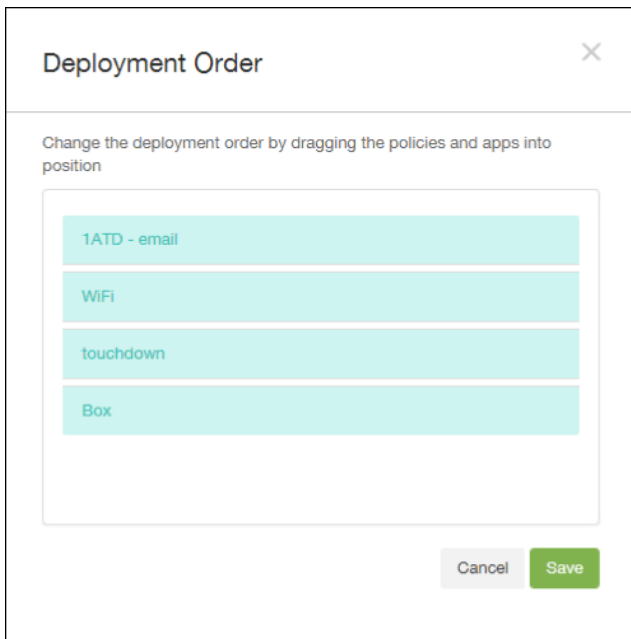 Deployment Order
Change the deployment order by dragging the policies and apps into
position
1ATD - email
WiFi
touchdown
Box
Cancel
Save